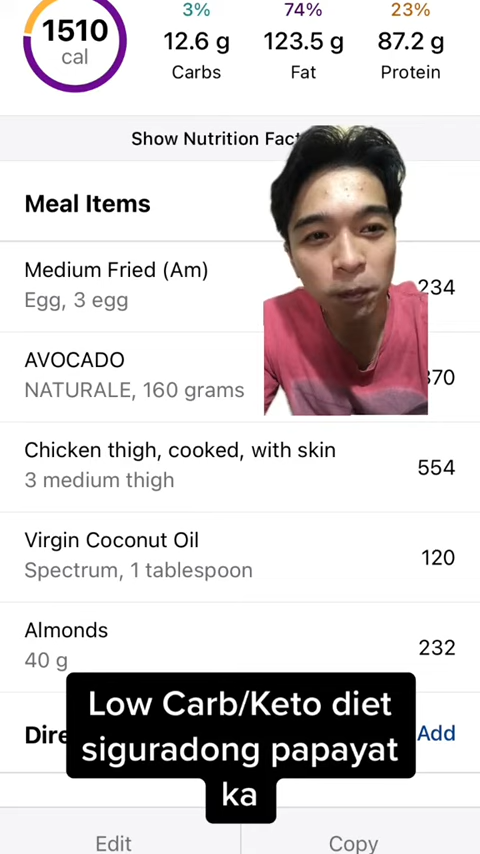 3%
74%
23%
1510
cal
12.6 g
123.5 g
87.2 g
Carbs
Fat
Protein
Show Nutrition
Meal Items
Medium Fried (Am)
234
Egg, 3 egg
AVOCADO
NATURALE, 160 grams
Chicken thigh, cooked, with skin
554
3 medium thigh
Virgin Coconut Oil
120
Spectrum, 1 tablespoon
Almonds
232
40 g
Add
Low Carb/Keto diet
siguradong papayat
ka
Edit
Copy